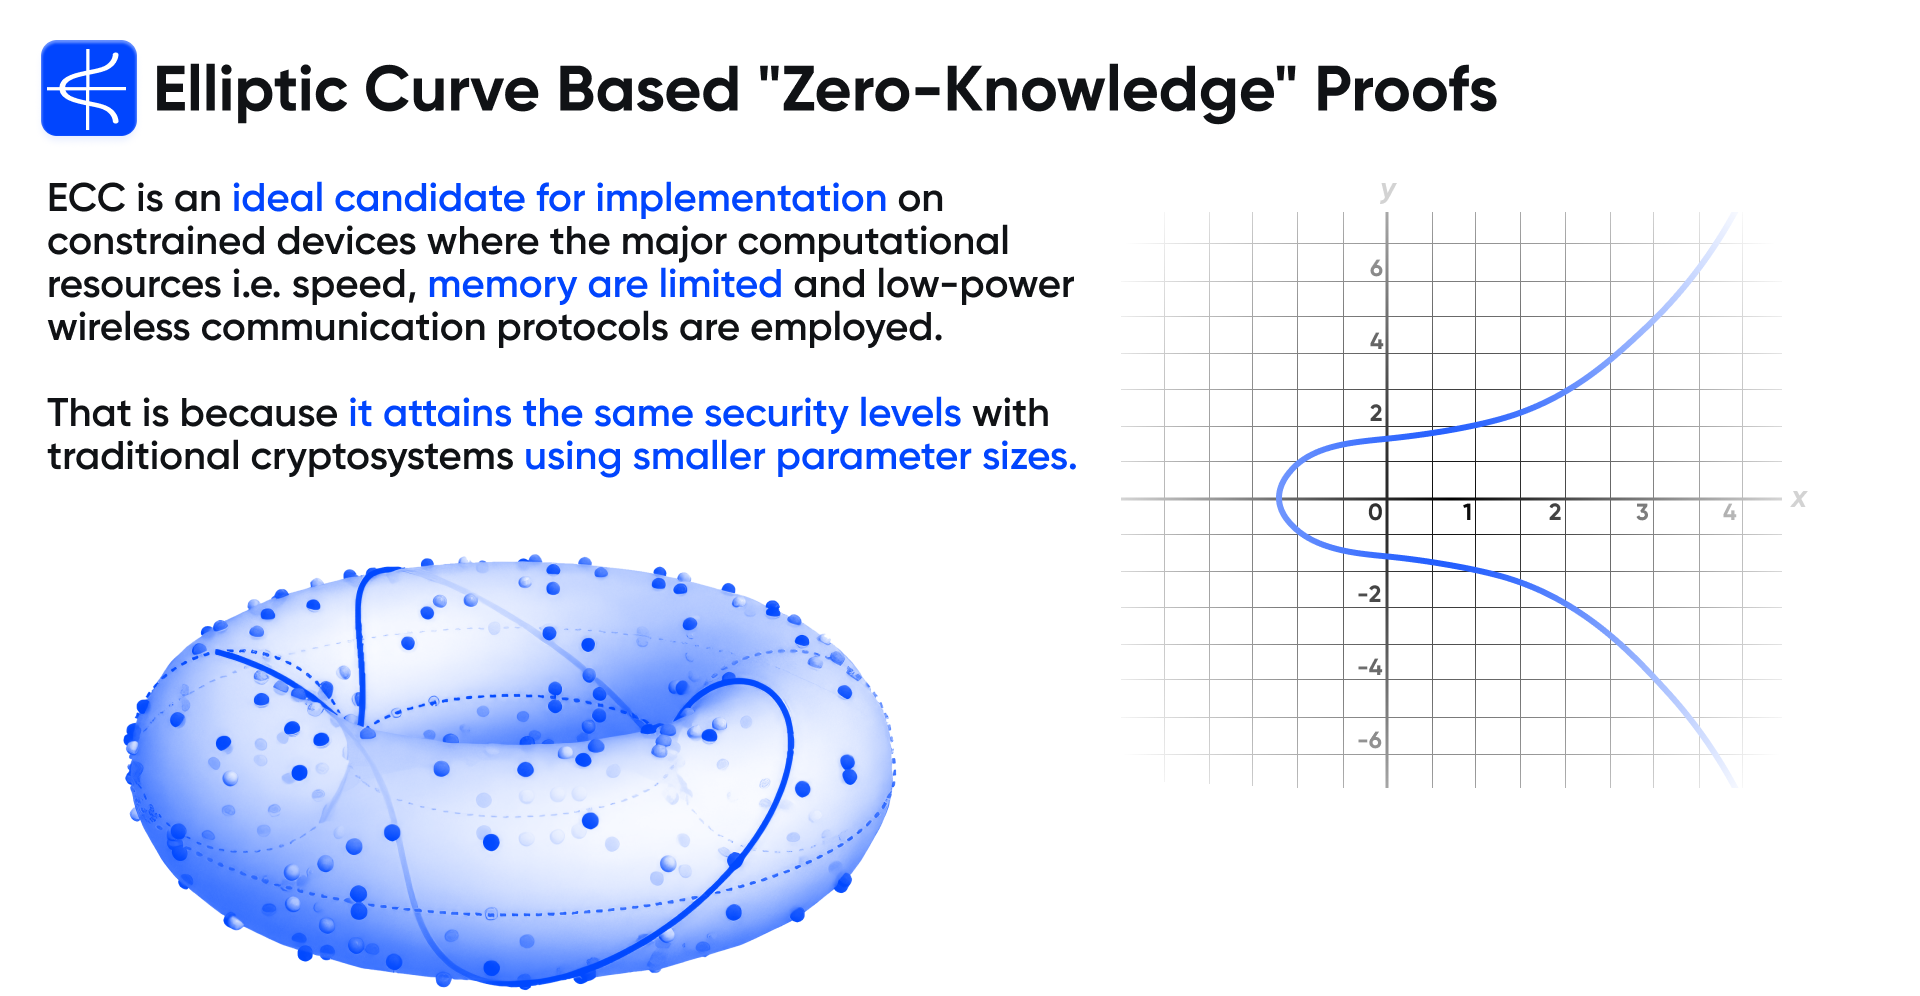 Elliptic Curve Based "Zero-Knowledge" Proofs
ECC is an ideal candidate for implementation on
constrained devices where the major computational
resources i.e. speed, memory are limited and low-power
wireless communication protocols are employed.
That is because it attains the same security levels with
traditional cryptosystems using smaller parameter sizes.
y
6
4
2
0 1 2 3 4 x
-2
-4
-6